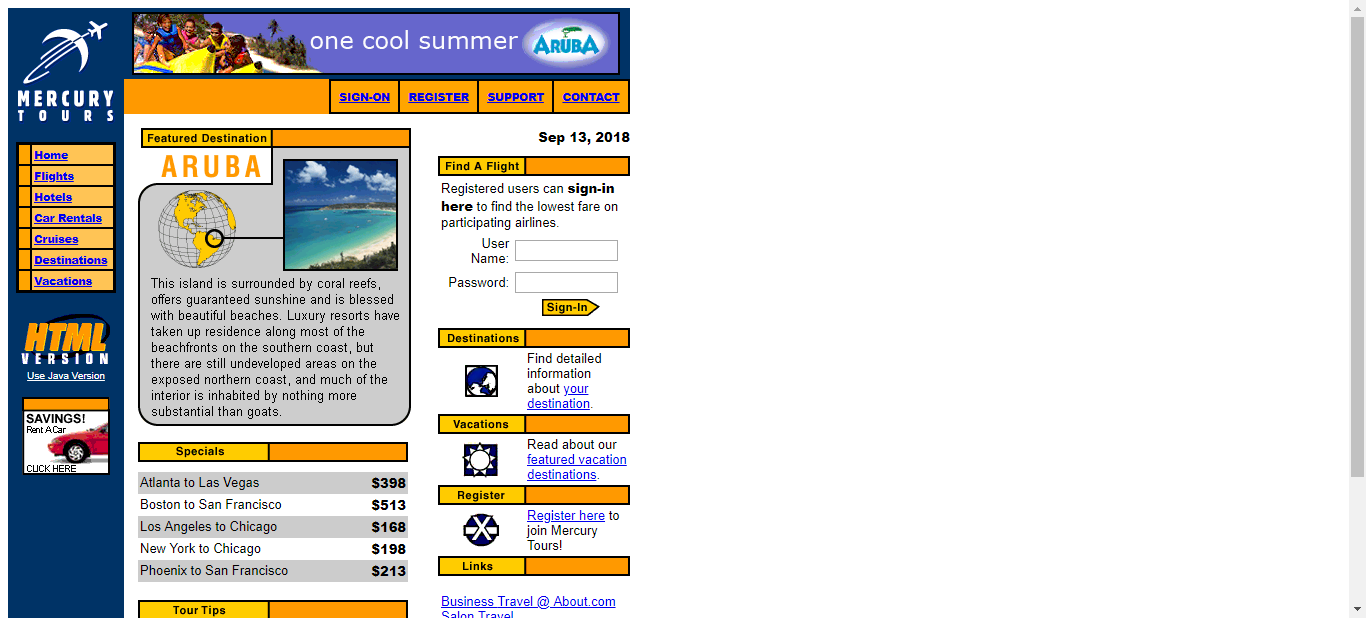 one cool summer ARUBA
MERCURY
TOURS
SIGN-ON REGISTER SUPPORT CONTACT
Home
Flights
Hotels
Car Rentals
Cruises
Destinations
Vacations
HTML
VERSION
Use Java Version
SAVINGS!
Rent A Car
CLICK HERE
Featured Destination
ARUBA
This island is surrounded by coral reefs,
offers guaranteed sunshine and is blessed
with beautiful beaches. Luxury resorts have
taken up residence along most of the
beachfronts on the southern coast, but
there are still undeveloped areas on the
exposed northern coast, and much of the
interior is inhabited by nothing more
substantial than goats.
Specials
Atlanta to Las Vegas $398
Boston to San Francisco $513
Los Angeles to Chicago $168
New York to Chicago $198
Phoenix to San Francisco $213
Tour Tips
Sep 13, 2018
Find A Flight
Registered users can sign-in
here to find the lowest fare on
participating airlines.
User
Name:
Password:
Sign-In
Destinations
Find detailed
information
about your
destination.
Vacations
Read about our
featured vacation
destinations.
Register
Register here to
join Mercury
Tours!
Links
Business Travel @ About.com
Salon Travel